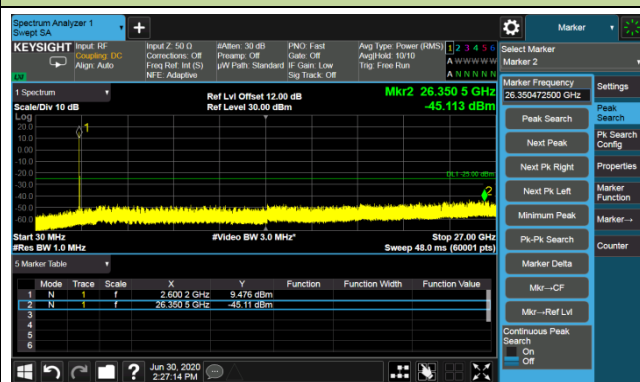 Spectrum Analyzer 1
Swept SA
+
Marker
KEYSIGHT
Input: RF
Coupling: DC
Align: Auto
Input Z: 50 Ω
Corrections: Off
Freq Ref: Int (S)
NFE: Adaptive
#Atten: 30 dB
Preamp: Off
µW Path: Standard
PNO: Fast
Gate: Off
IF Gain: Low
Sig Track: Off
Avg Type: Power (RMS)
Avg|Hold: 10/10
Trig: Free Run
1 2 3 4 5 6
A W W W W W
A N N N N N
LVI
Select Marker
Marker 2
1 Spectrum
Scale/Div 10 dB
Ref Lvl Offset 12.00 dB
Ref Level 30.00 dBm
Mkr2 26.350 5 GHz
-45.113 dBm
Log
20.0
10.0
0.00
-10.0
-20.0
-30.0
-40.0
-50.0
-60.0
1
DL1 -25.00 dBm
2
Start 30 MHz
#Res BW 1.0 MHz
#Video BW 3.0 MHz*
Stop 27.00 GHz
Sweep 48.0 ms (60001 pts)
5 Marker Table
Mode Trace Scale X Y Function Function Width Function Value
1 N 1 f 2.600 2 GHz 9.476 dBm
2 N 1 f 26.350 5 GHz -45.11 dBm
3
4
5
6
Marker Frequency
26.350472500 GHz
Peak Search
Next Peak
Next Pk Right
Next Pk Left
Minimum Peak
Pk-Pk Search
Marker Delta
Mkr→CF
Mkr→Ref Lvl
Continuous Peak
Search
On
Off
Settings
Peak
Search
Pk Search
Config
Properties
Marker
Function
Marker→
Counter
?
Jun 30, 2020
2:27:14 PM